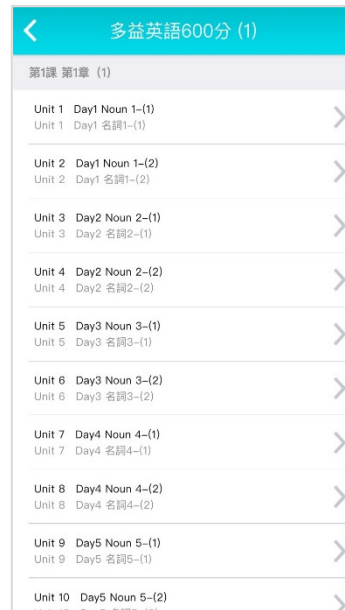 多益英語600分 (1)
第1課 第1章 (1)
Unit 1 Day1 Noun 1-(1)
Unit 1 Day1 名詞1-(1)
Unit 2 Day1 Noun 1-(2)
Unit 2 Day1 名詞1-(2)
Unit 3 Day2 Noun 2-(1)
Unit 3 Day2 名詞2-(1)
Unit 4 Day2 Noun 2-(2)
Unit 4 Day2 名詞2-(2)
Unit 5 Day3 Noun 3-(1)
Unit 5 Day3 名詞3-(1)
Unit 6 Day3 Noun 3-(2)
Unit 6 Day3 名詞3-(2)
Unit 7 Day4 Noun 4-(1)
Unit 7 Day4 名詞4-(1)
Unit 8 Day4 Noun 4-(2)
Unit 8 Day4 名詞4-(2)
Unit 9 Day5 Noun 5-(1)
Unit 9 Day5 名詞5-(1)
Unit 10 Day5 Noun 5-(2)